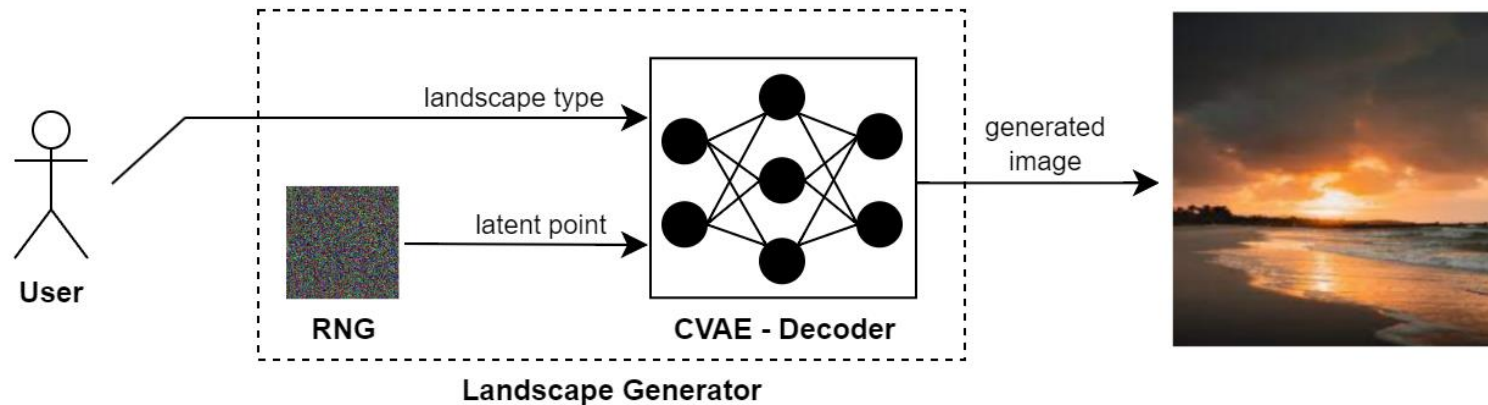 landscape type
generated
image
latent point
User
RNG
CVAE - Decoder
Landscape Generator